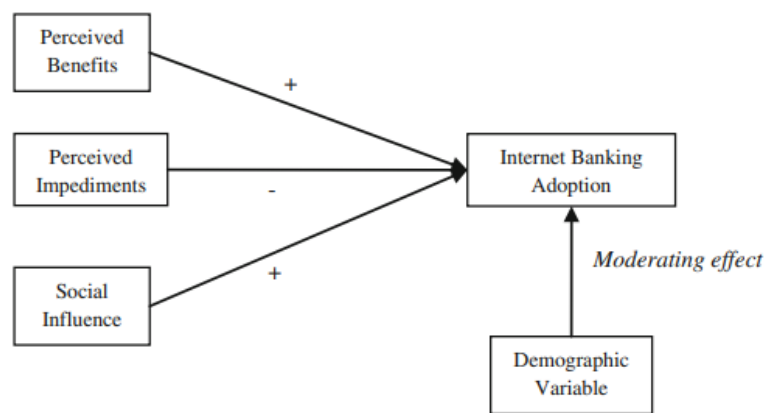 Perceived
Benefits
+
Perceived
Impediments
-
Internet Banking
Adoption
Social
Influence
+
Moderating effect
Demographic
Variable